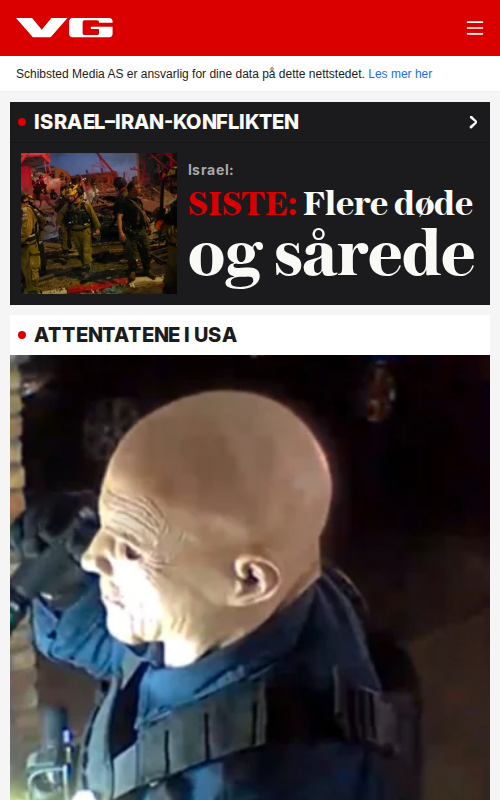 VG
Schibsted Media AS er ansvarlig for dine data på dette nettstedet. Les mer her
ISRAEL–IRAN-KONFLIKTEN
Israel:
SISTE: Flere døde
og sårede
ATTENTATENE I USA